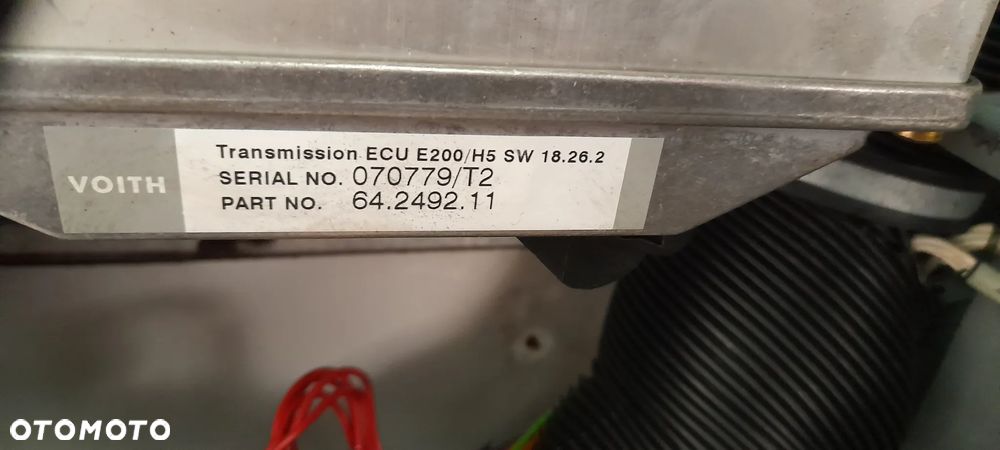 VOITH
Transmission ECU E200/H5 SW 18.26.2
SERIAL NO. 070779/T2
PART NO. 64.2492.11
OTOMOTO